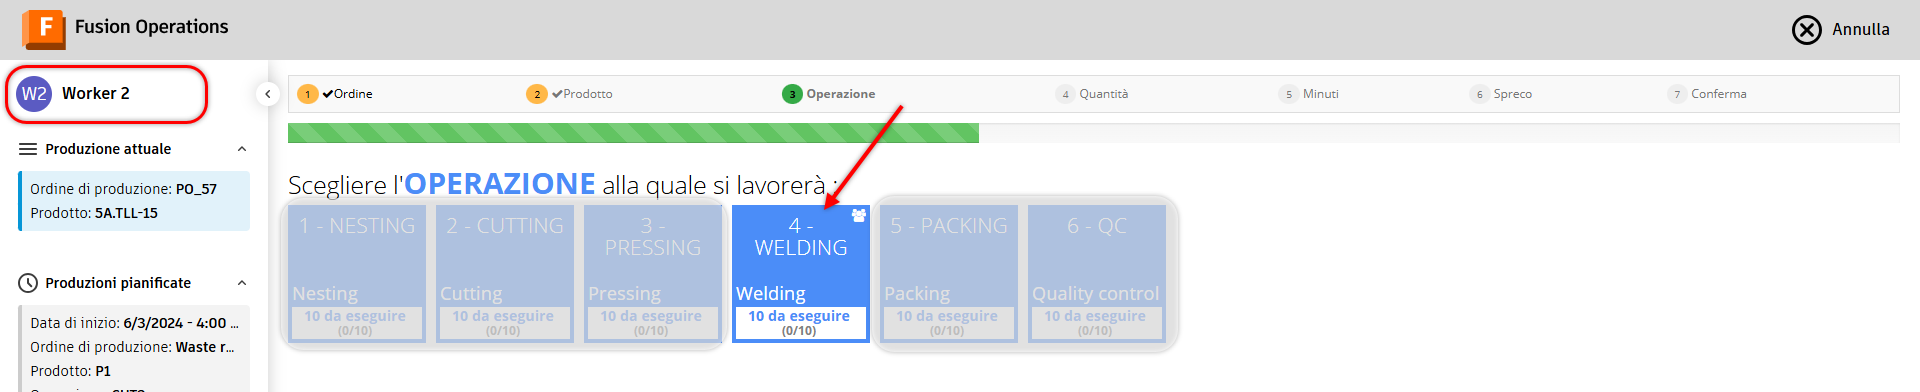 F Fusion Operations
Annulla
W2 Worker 2
1 Ordine
2 Prodotto
3 Operazione
4 Quantità
5 Minuti
6 Spreco
7 Conferma
Produzione attuale
Ordine di produzione: PO_57
Prodotto: 5A.TLL-15
Produzioni pianificate
Data di inizio: 6/3/2024 - 4:00 ...
Ordine di produzione: Waste r...
Prodotto: P1
Scegliere l'OPERAZIONE alla quale si lavorerà :
1 - NESTING
Nesting
10 da eseguire
(0/10)
2 - CUTTING
Cutting
10 da eseguire
(0/10)
3 -
PRESSING
Pressing
10 da eseguire
(0/10)
4 -
WELDING
Welding
10 da eseguire
(0/10)
5 - PACKING
Packing
10 da eseguire
(0/10)
6 - QC
Quality control
10 da eseguire
(0/10)